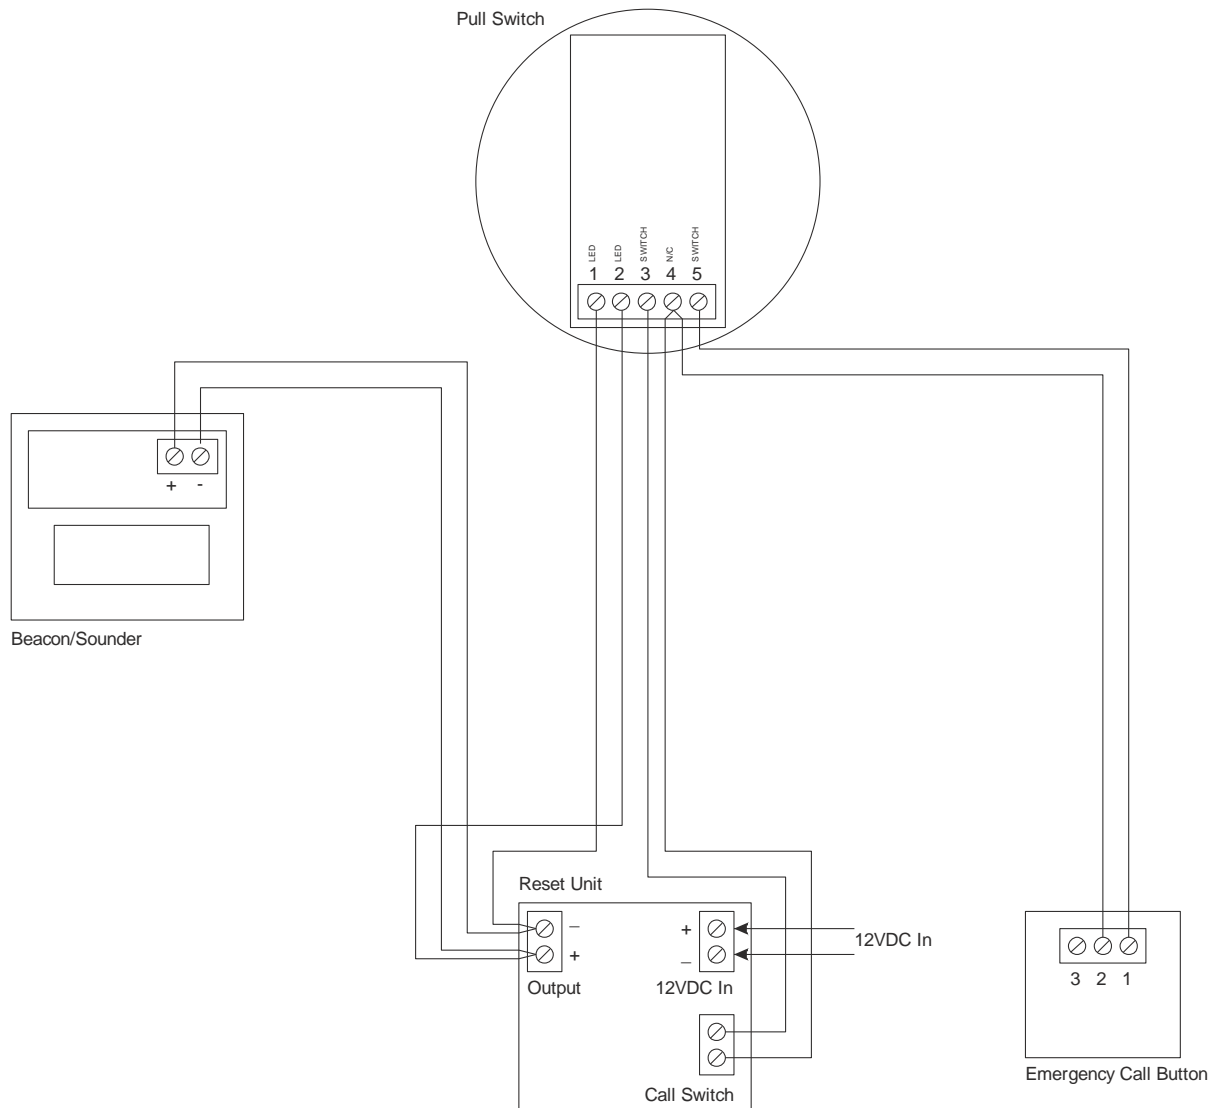 Pull Switch
LED LED SWITCH N/C SWITCH
1 2 3 4 5
+ -
Beacon/Sounder
Reset Unit
– + 12VDC In
+ –
Output 12VDC In
3 2 1
Call Switch
Emergency Call Button